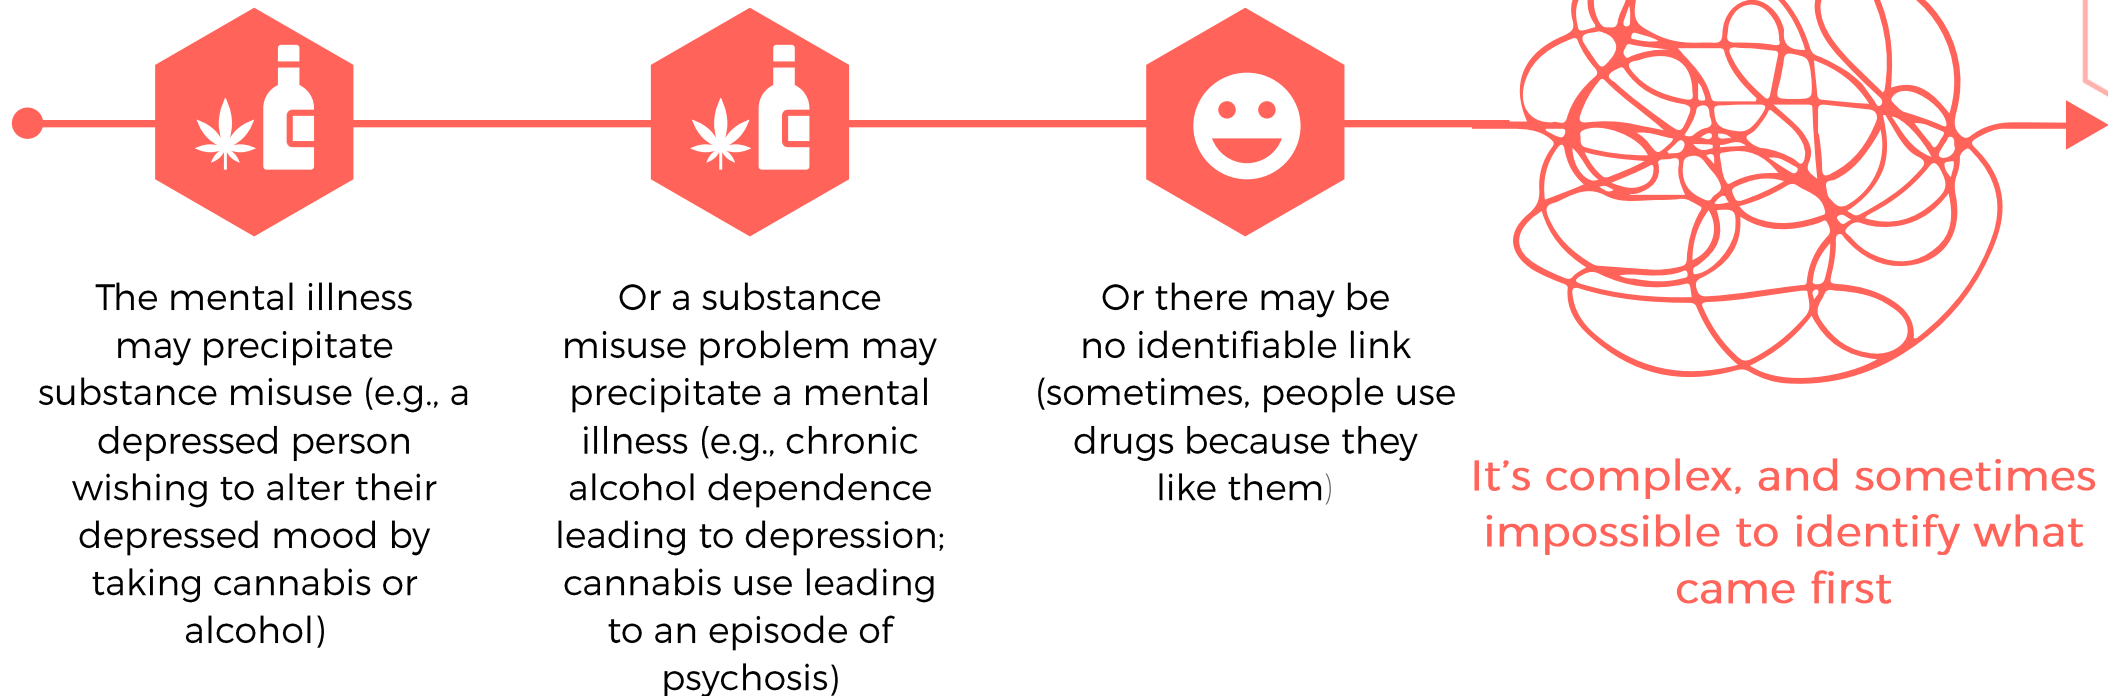 The mental illness
may precipitate
substance misuse (e.g., a
depressed person
wishing to alter their
depressed mood by
taking cannabis or
alcohol)
Or a substance
misuse problem may
precipitate a mental
illness (e.g., chronic
alcohol dependence
leading to depression;
cannabis use leading
to an episode of
psychosis)
Or there may be
no identifiable link
(sometimes, people use
drugs because they
like them)
It’s complex, and sometimes
impossible to identify what
came first